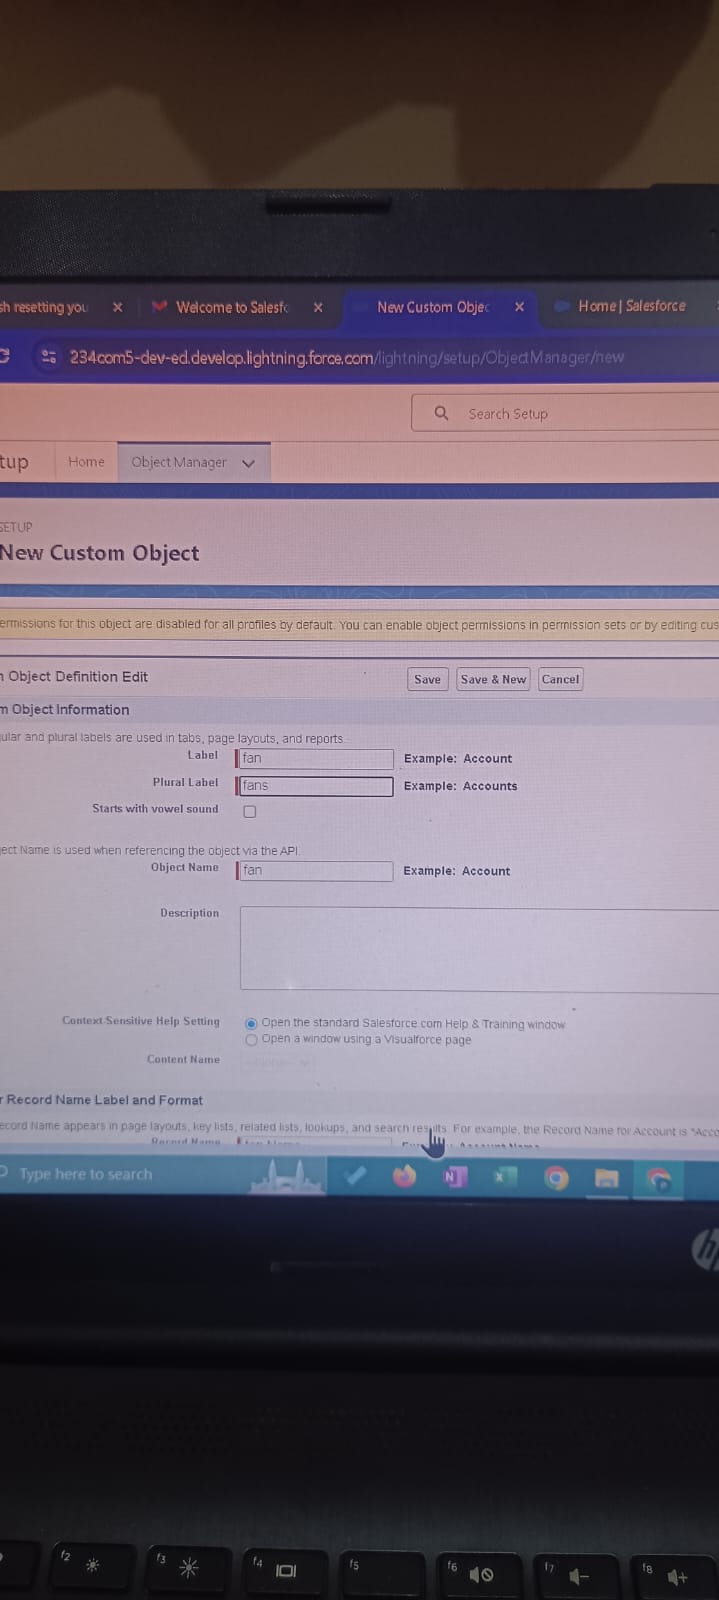 sh resetting you × Welcome to Salesfc × New Custom Objec × Home | Salesforce
234com5-dev-ed.develop.lightning.force.com/lightning/setup/ObjectManager/new
Search Setup
tup Home Object Manager
SETUP
New Custom Object
ermissions for this object are disabled for all profiles by default. You can enable object permissions in permission sets or by editing cus
Object Definition Edit Save Save & New Cancel
m Object Information
ular and plural labels are used in tabs, page layouts, and reports.
Label fan Example: Account
Plural Label fans Example: Accounts
Starts with vowel sound
ject Name is used when referencing the object via the API.
Object Name fan Example: Account
Description
Context-Sensitive Help Setting Open the standard Salesforce.com Help & Training window
Open a window using a Visualforce page
Content Name
Record Name Label and Format
ecord Name appears in page layouts, key lists, related lists, lookups, and search results. For example, the Record Name for Account is "Acco
Record Name
Type here to search
N x
hp
f2 f3 f4 f5 f6 f7 f8